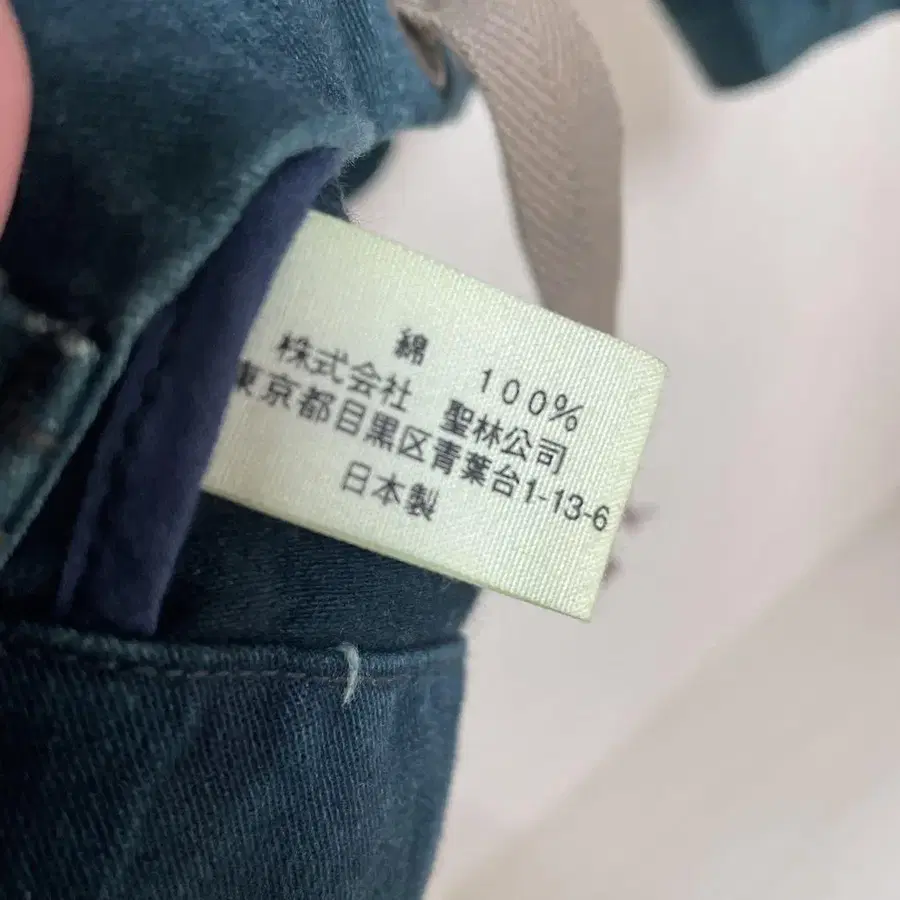 綿 100%
株式会社 聖林公司
東京都目黒区青葉台1-13-6
日本製